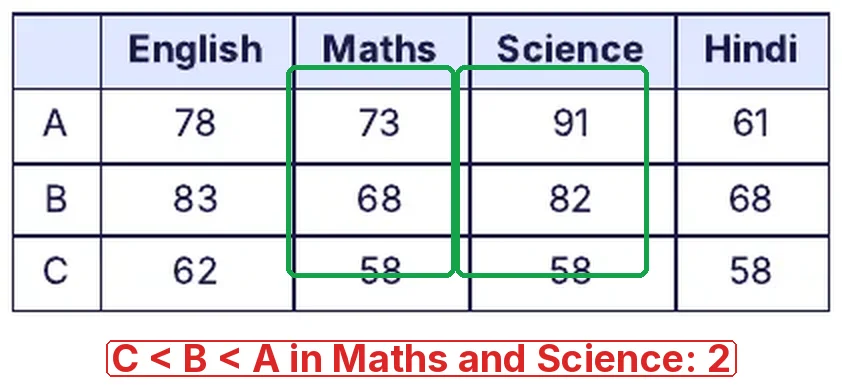 English Maths Science Hindi
A 78 73 91 61
B 83 68 82 68
C 62 58 58 58
C < B < A in Maths and Science: 2